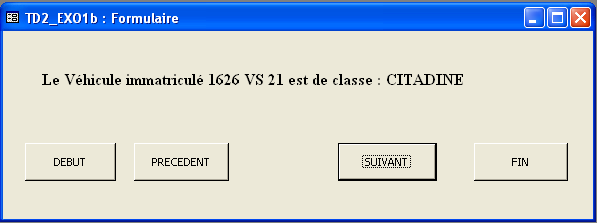 TD2_EXO1b : Formulaire
Le Véhicule immatriculé 1626 VS 21 est de classe : CITADINE
DEBUT PRECEDENT SUIVANT FIN